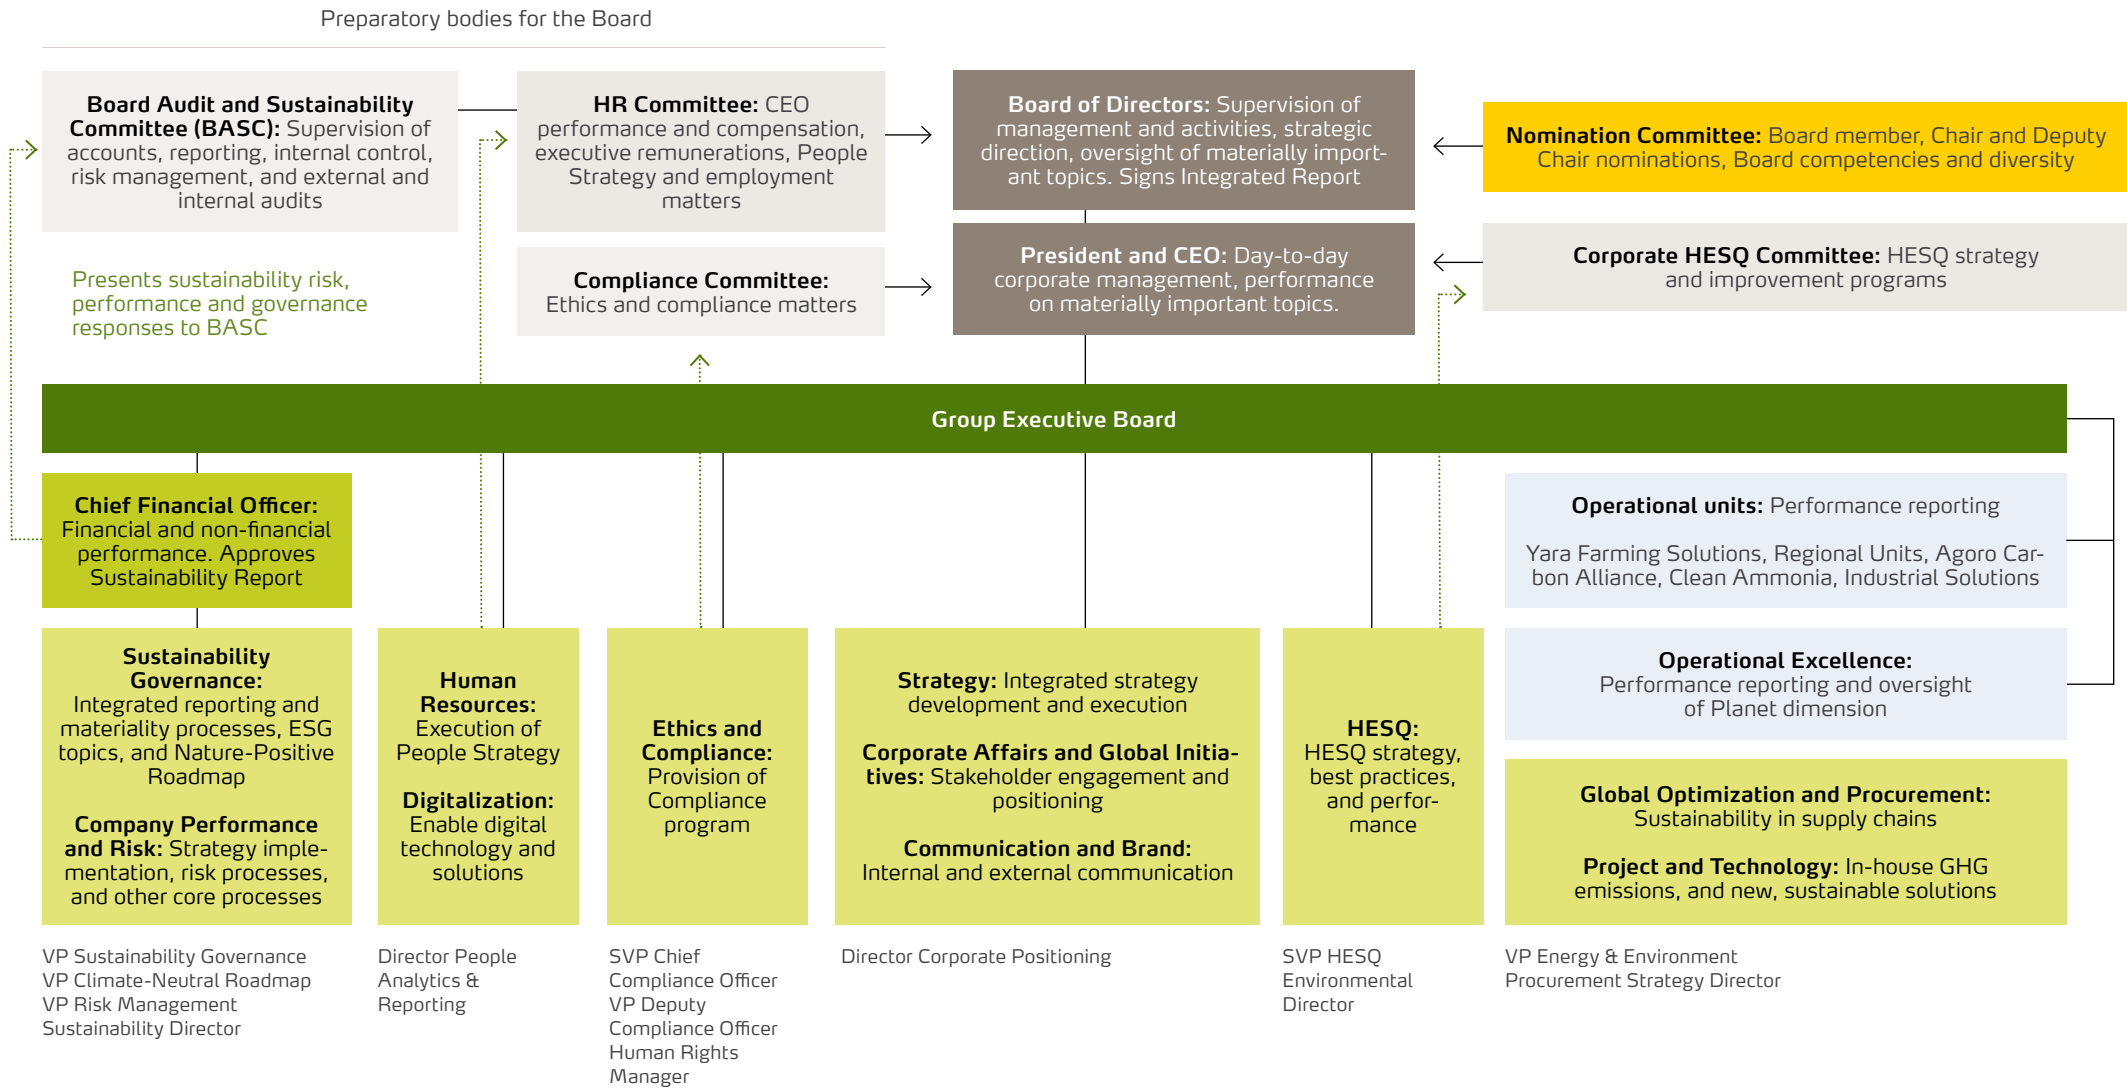 Preparatory bodies for the Board
Board Audit and Sustainability
Committee (BASC): Supervision of
accounts, reporting, internal control,
risk management, and external and
internal audits
HR Committee: CEO
performance and compensation,
executive remunerations, People
Strategy and employment
matters
Board of Directors: Supervision of
management and activities, strategic
direction, oversight of materially import-
ant topics. Signs Integrated Report
Nomination Committee: Board member, Chair and Deputy
Chair nominations, Board competencies and diversity
Presents sustainability risk,
performance and governance
responses to BASC
Compliance Committee:
Ethics and compliance matters
President and CEO: Day-to-day
corporate management, performance
on materially important topics.
Corporate HESQ Committee: HESQ strategy
and improvement programs
Group Executive Board
Chief Financial Officer:
Financial and non-financial
performance. Approves
Sustainability Report
Operational units: Performance reporting
Yara Farming Solutions, Regional Units, Agoro Car-
bon Alliance, Clean Ammonia, Industrial Solutions
Sustainability
Governance:
Integrated reporting and
materiality processes, ESG
topics, and Nature-Positive
Roadmap
Company Performance
and Risk: Strategy imple-
mentation, risk processes,
and other core processes
Human
Resources:
Execution of
People Strategy
Digitalization:
Enable digital
technology and
solutions
Ethics and
Compliance:
Provision of
Compliance
program
Strategy: Integrated strategy
development and execution
Corporate Affairs and Global Initia-
tives: Stakeholder engagement and
positioning
Communication and Brand:
Internal and external communication
HESQ:
HESQ strategy,
best practices,
and perfor-
mance
Operational Excellence:
Performance reporting and oversight
of Planet dimension
Global Optimization and Procurement:
Sustainability in supply chains
Project and Technology: In-house GHG
emissions, and new, sustainable solutions
VP Sustainability Governance
VP Climate-Neutral Roadmap
VP Risk Management
Sustainability Director
Director People
Analytics &
Reporting
SVP Chief
Compliance Officer
VP Deputy
Compliance Officer
Human Rights
Manager
Director Corporate Positioning
SVP HESQ
Environmental
Director
VP Energy & Environment
Procurement Strategy Director